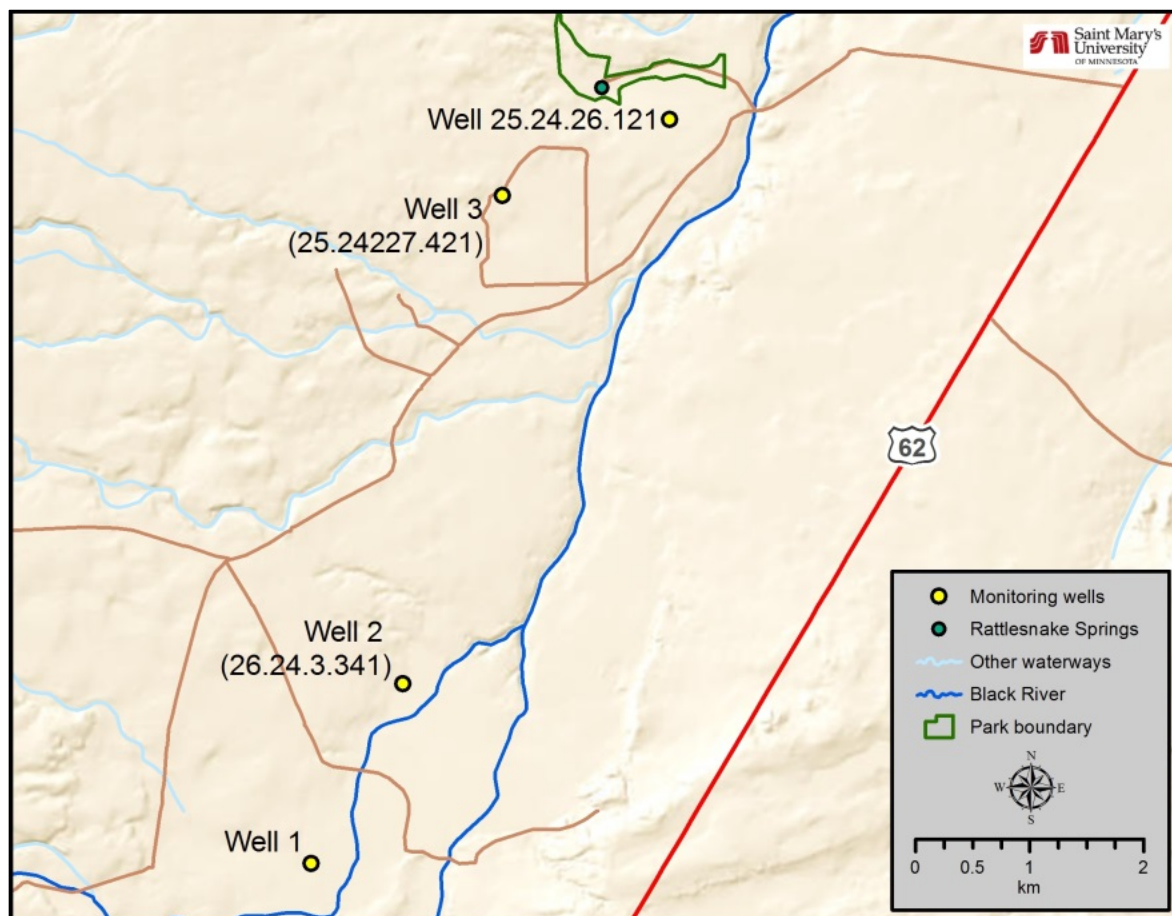 Saint Mary's
University
OF MINNESOTA
Well 25.24.26.121
Well 3
(25.24227.421)
62
Well 2
(26.24.3.341)
Well 1
Monitoring wells
Rattlesnake Springs
Other waterways
Black River
Park boundary
N
W E
S
0 0.5 1 2
km